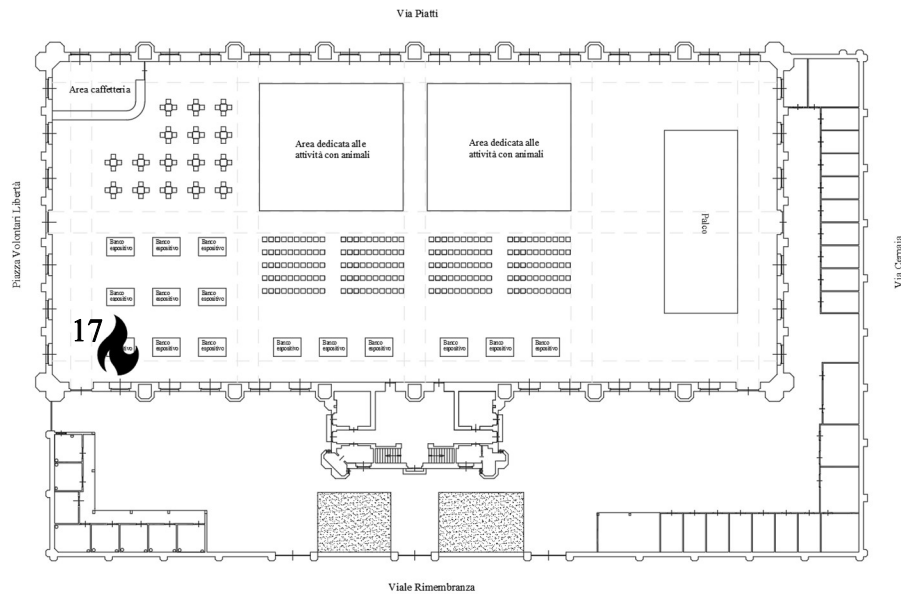 Via Piatti
Area caffetteria
Area dedicata alle
attività con animali
Area dedicata alle
attività con animali
Piazza Volontari Libertà
Palco
Via Cernaia
Banco
espositivo
Banco
espositivo
Banco
espositivo
Banco
espositivo
Banco
espositivo
Banco
espositivo
17
Banco
espositivo
Banco
espositivo
Banco
espositivo
Banco
espositivo
Banco
espositivo
Banco
espositivo
Banco
espositivo
Banco
espositivo
Viale Rimembranza